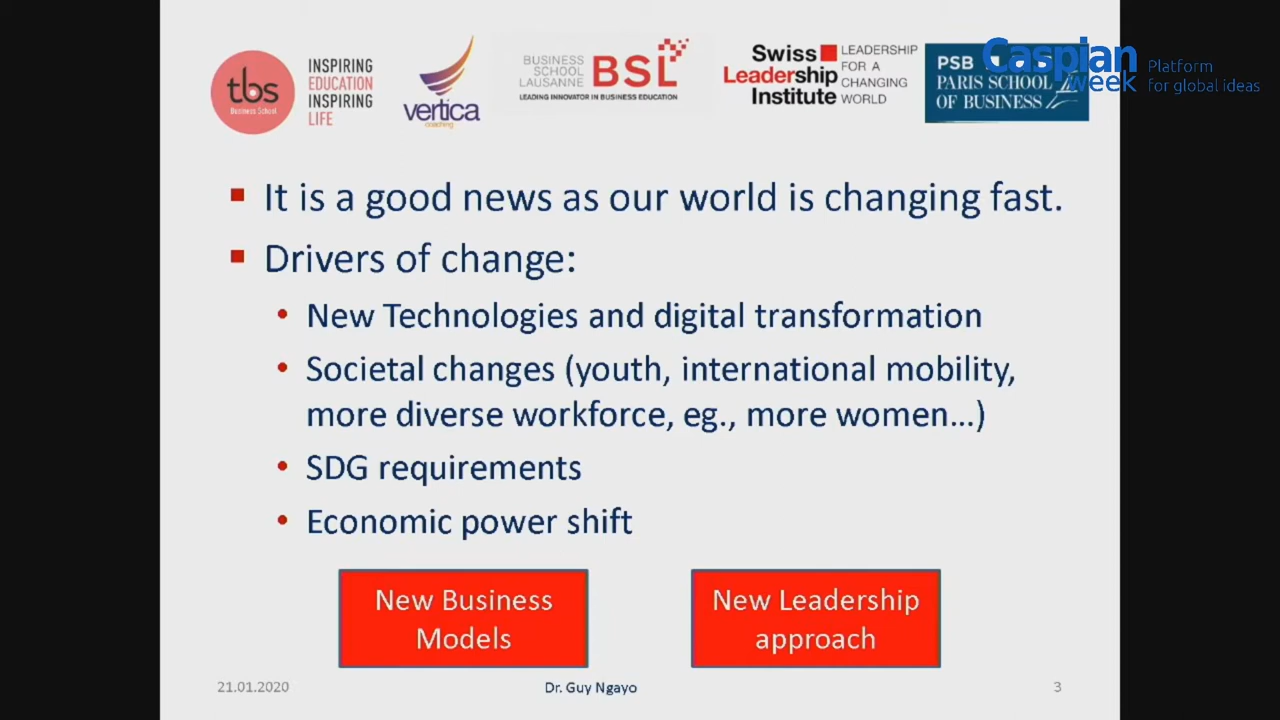 tbs
Business School
INSPIRING
EDUCATION
INSPIRING
LIFE
vertica
coaching
BUSINESS
SCHOOL
LAUSANNE
BSL
LEADING INNOVATOR IN BUSINESS EDUCATION
Swiss
Leadership
Institute
LEADERSHIP
FOR A
CHANGING
WORLD
PSB
PARIS SCHOOL
OF BUSINESS
Caspian
week
Platform
for global ideas
It is a good news as our world is changing fast.
Drivers of change:
New Technologies and digital transformation
Societal changes (youth, international mobility,
more diverse workforce, eg., more women...)
SDG requirements
Economic power shift
New Business
Models
New Leadership
approach
21.01.2020
Dr. Guy Ngayo
3